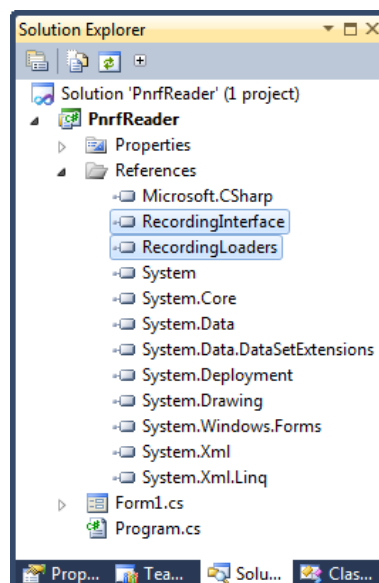 Solution Explorer
Solution 'PnrfReader' (1 project)
PnrfReader
Properties
References
Microsoft.CSharp
RecordingInterface
RecordingLoaders
System
System.Core
System.Data
System.Data.DataSetExtensions
System.Deployment
System.Drawing
System.Windows.Forms
System.Xml
System.Xml.Linq
Form1.cs
Program.cs
Prop... Tea... Solu... Clas...